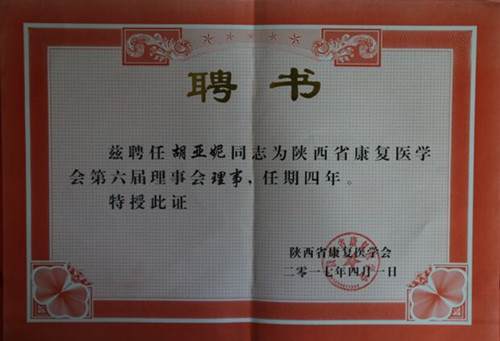 聘书
兹聘任胡亚妮同志为陕西省康复医学
会第六届理事会理事，任期四年。
特授此证
陕西省康复医学会
二〇一七年四月一日